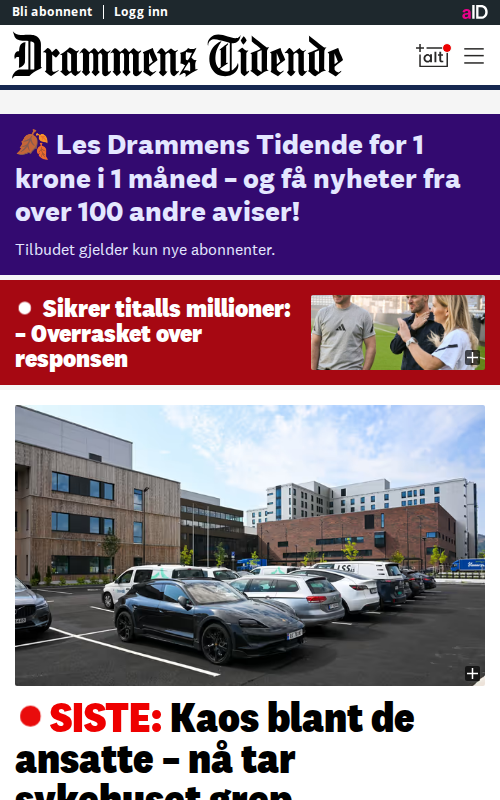 Bli abonnent
Logg inn
aID
Drammens Tidende
+alt
Les Drammens Tidende for 1
krone i 1 måned – og få nyheter fra
over 100 andre aviser!
Tilbudet gjelder kun nye abonnenter.
Sikrer titalls millioner:
– Overrasket over
responsen
SISTE: Kaos blant de
ansatte – nå tar
sykehuset grep